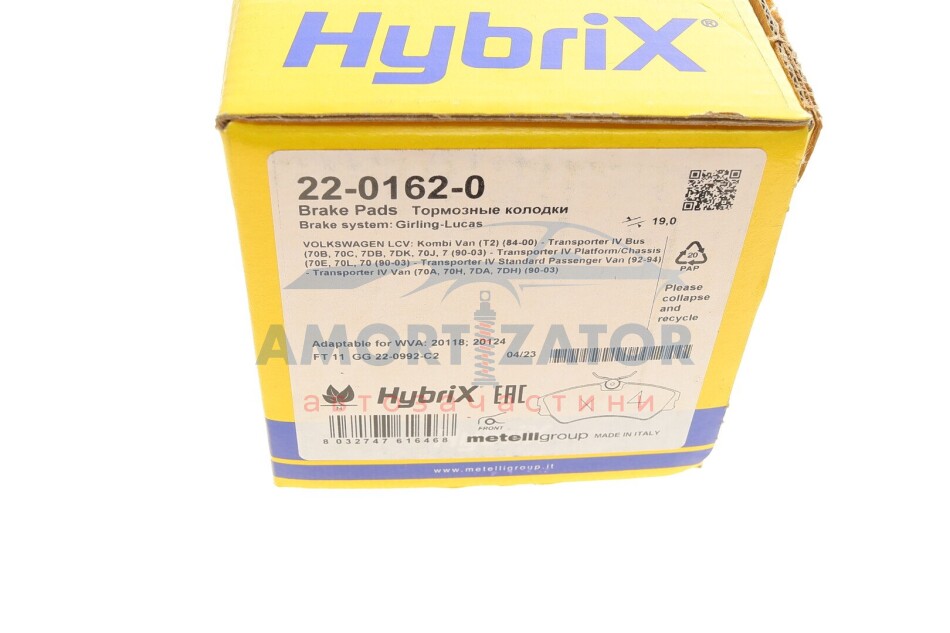 HybriX®
22-0162-0
Brake Pads Тормозные колодки
Brake system: Girling-Lucas
19,0
VOLKSWAGEN LCV: Kombi Van (T2) (84-00) - Transporter IV Bus
(70B, 70C, 7DB, 7DK, 70J, 7 (90-03) - Transporter IV Platform/Chassis
(70E, 70L, 70 (90-03) - Transporter IV Standard Passenger Van (92-94)
- Transporter IV Van (70A, 70H, 7DA, 7DH) (90-03)
20
PAP
Please
collapse
and
recycle
AMORTIZATOR
Adaptable for WVA: 20118; 20124
FT 11 GG 22-0992-C2
04/23
HybriX EAC
x 4
автозачастини
FRONT
8 032747 616468
metelligroup MADE IN ITALY
www.metelligroup.it